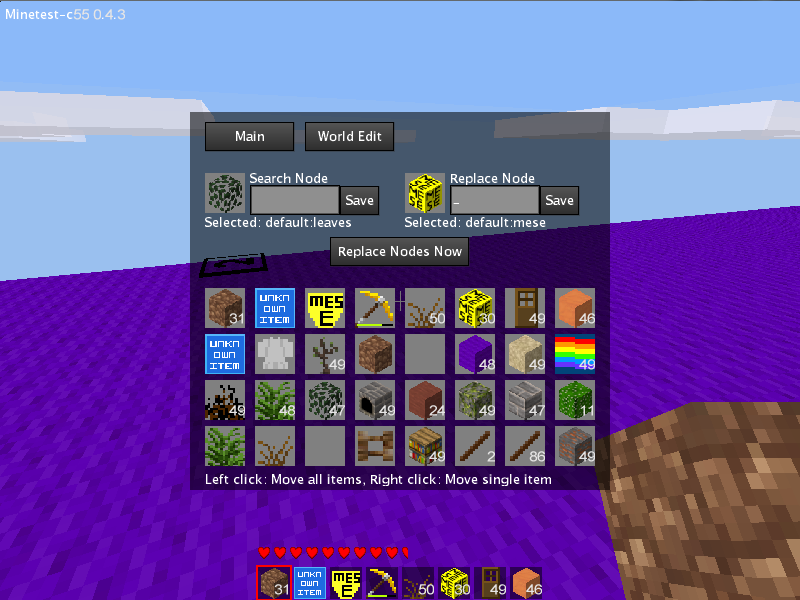 Minetest-c55 0.4.3
Main World Edit
Search Node Replace Node
Save _ Save
Selected: default:leaves Selected: default:mese
Replace Nodes Now
31 UNKN OWN ITEM MES E 50 30 49 46
UNKN OWN ITEM 49 48 49 49
49 48 47 49 24 49 47 11
49 2 86 49
Left click: Move all items, Right click: Move single item
31 UNKN OWN ITEM MES E 50 30 49 46